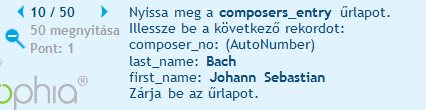 10 / 50
50 megnyitása
Pont: 1
ophia®
Nyissa meg a composers_entry űrlapot.
Illessze be a következő rekordot:
composer_no: (AutoNumber)
last_name: Bach
first_name: Johann Sebastian
Zárja be az űrlapot.